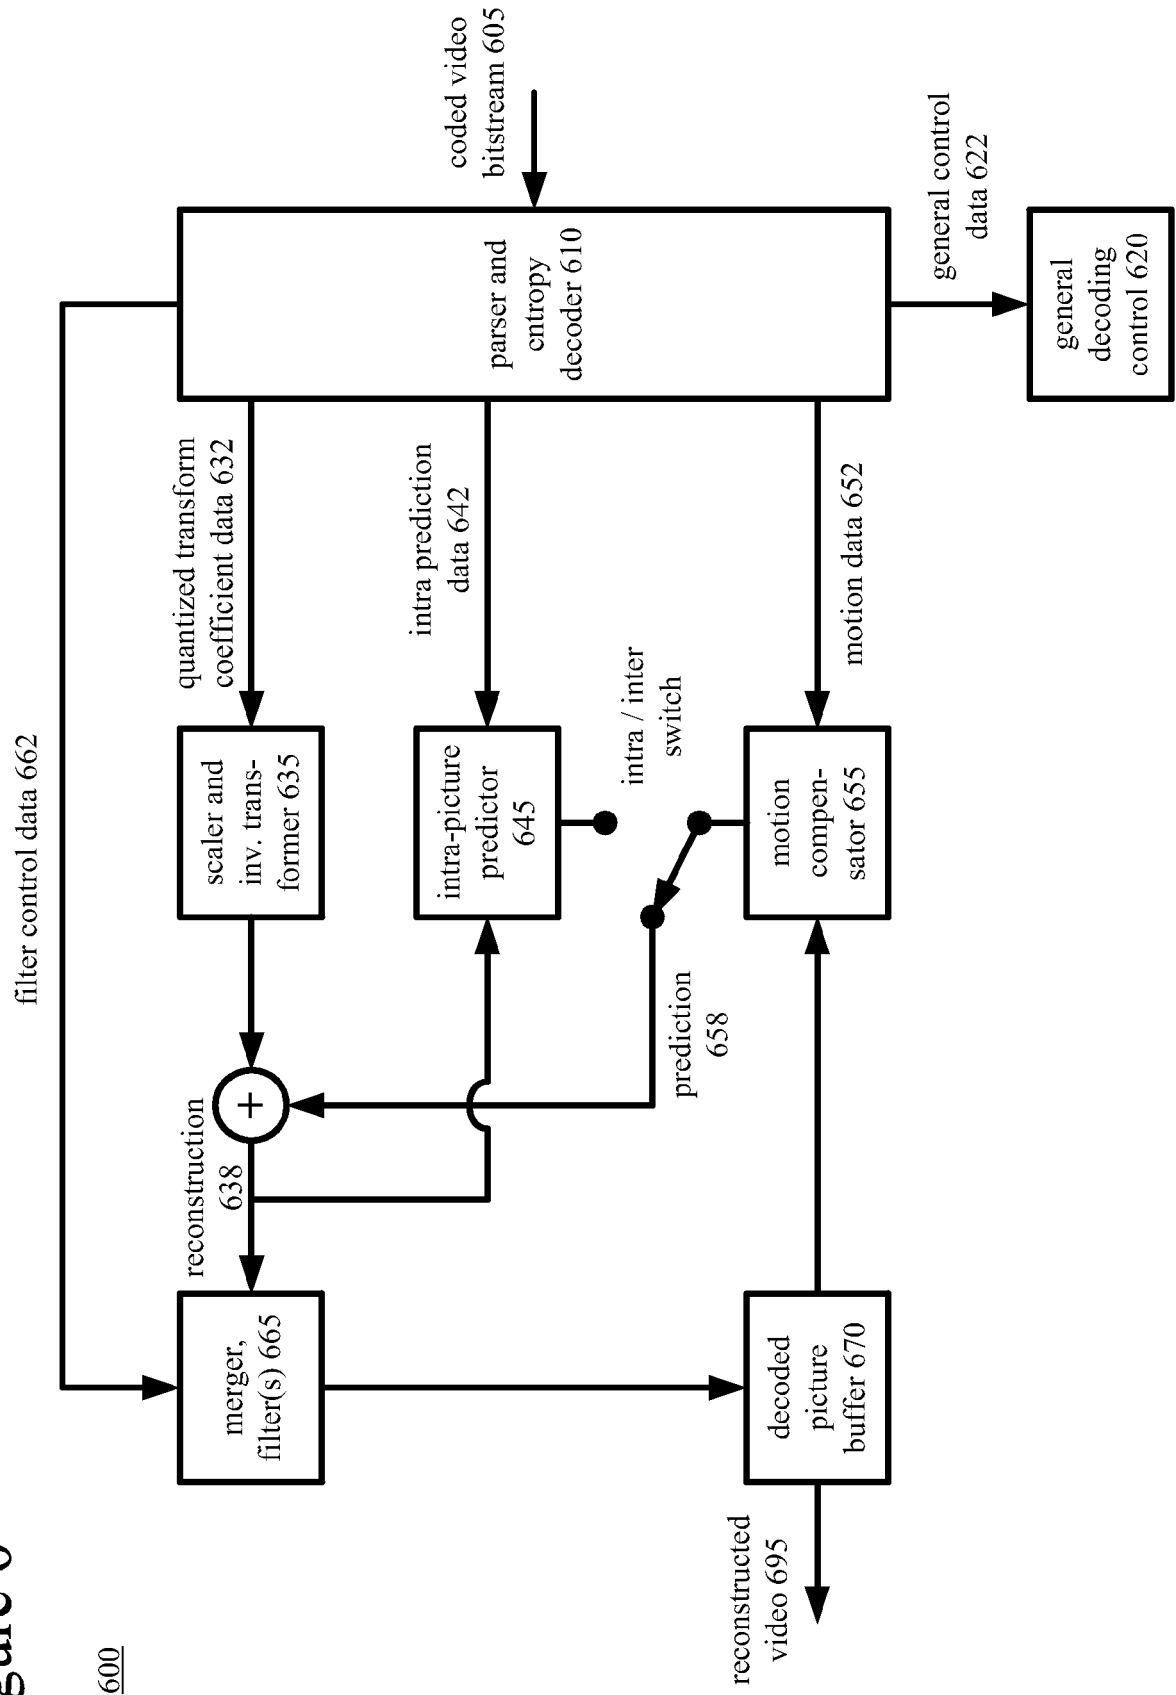 600
filter control data 662
merger,
filter(s) 665
reconstruction
638
+
scaler and
inv. trans-
former 635
quantized transform
coefficient data 632
coded video
bitstream 605
parser and
cntropy
decoder 610
intra-picture
predictor
645
intra prediction
data 642
intra / inter
switch
prediction
658
reconstructed
video 695
decoded
picture
buffer 670
motion
compen-
sator 655
motion data 652
general control
data 622
general
decoding
control 620